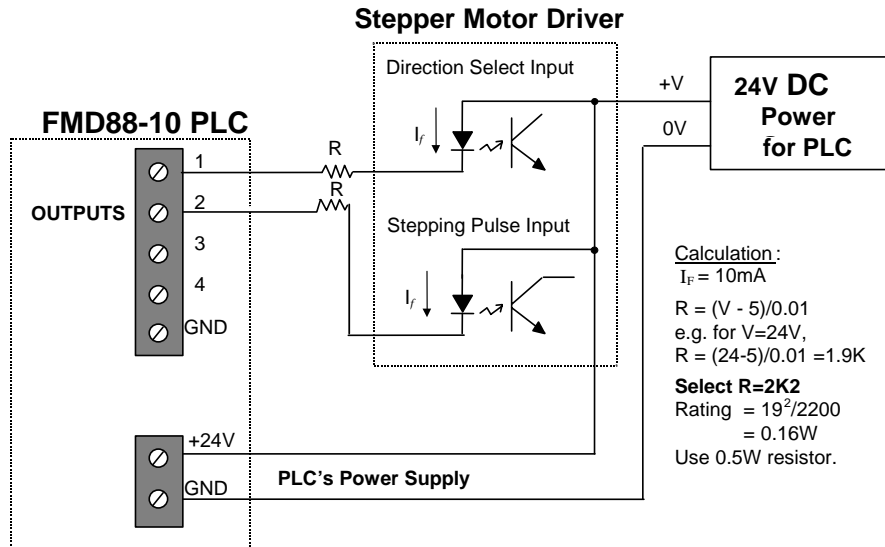 Stepper Motor Driver
Direction Select Input
FMD88-10 PLC
+V
24V DC
Power
for PLC
0V
If
R
1
R
2
OUTPUTS
3
4
GND
Stepping Pulse Input
If
Calculation :
IF = 10mA
R = (V - 5)/0.01
e.g. for V=24V,
R = (24-5)/0.01 =1.9K
Select R=2K2
Rating = 19²/2200
= 0.16W
Use 0.5W resistor.
+24V
GND
PLC's Power Supply